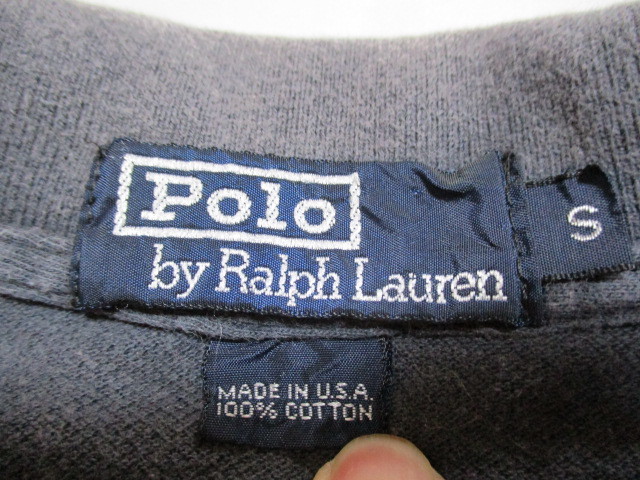 Polo
by Ralph Lauren
S
MADE IN U.S.A.
100% COTTON